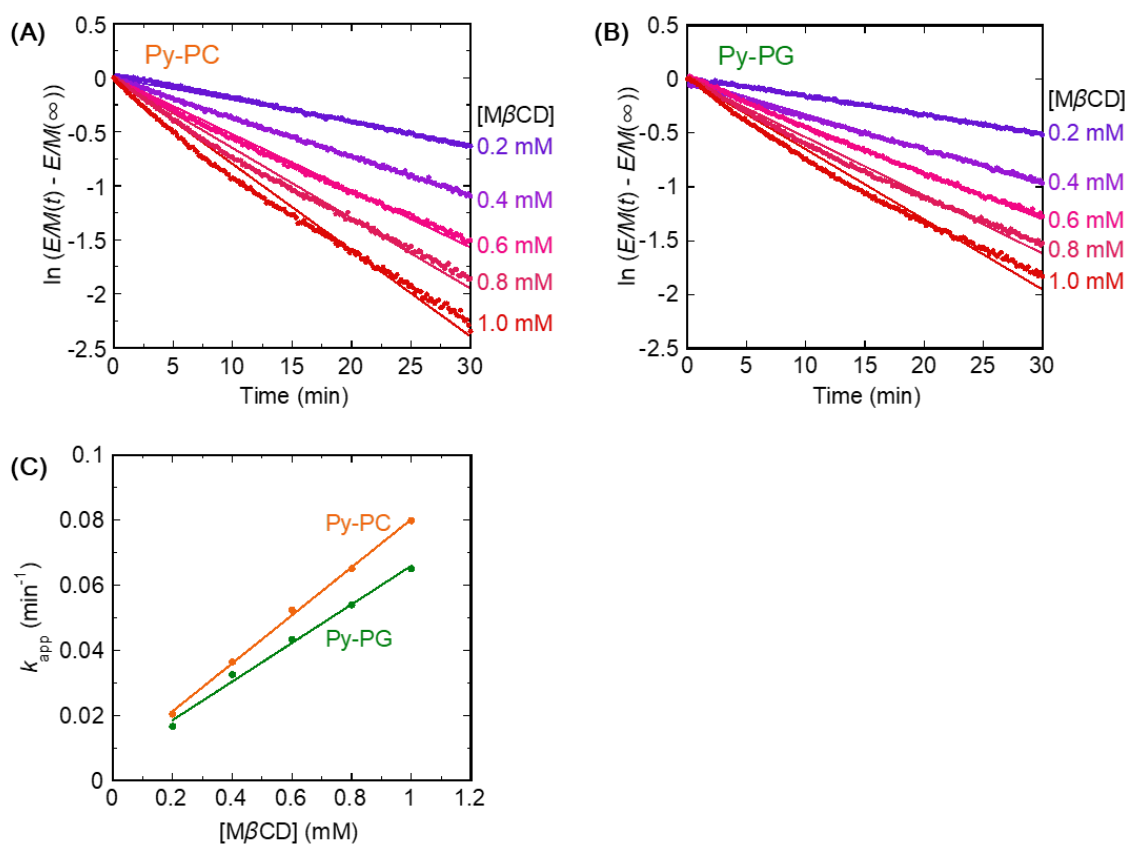 (A)
Py-PC
ln (E/M(t) - E/M(∞))
0.5
0
-0.5
-1
-1.5
-2
-2.5
0 5 10 15 20 25 30
Time (min)
[MβCD]
0.2 mM
0.4 mM
0.6 mM
0.8 mM
1.0 mM
(B)
Py-PG
ln (E/M(t) - E/M(∞))
0.5
0
-0.5
-1
-1.5
-2
-2.5
0 5 10 15 20 25 30
Time (min)
[MβCD]
0.2 mM
0.4 mM
0.6 mM
0.8 mM
1.0 mM
(C)
k_app (min⁻¹)
0.1
0.08
0.06
0.04
0.02
0
Py-PC
Py-PG
0 0.2 0.4 0.6 0.8 1 1.2
[MβCD] (mM)